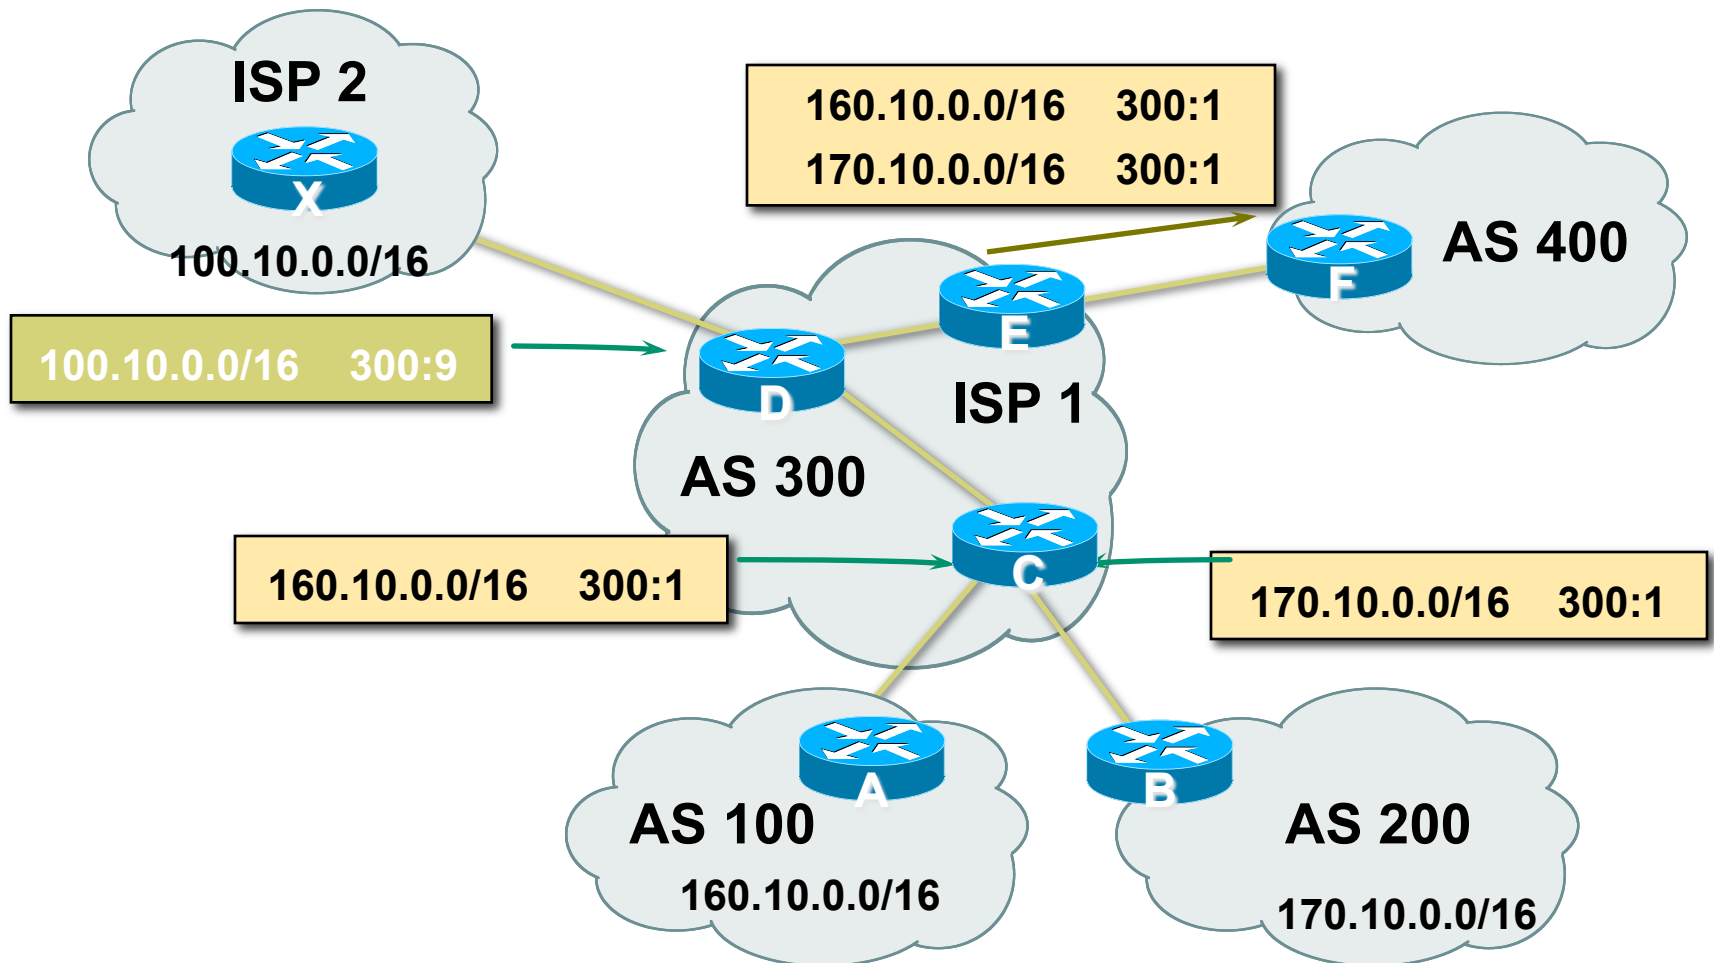 ISP 2
X
100.10.0.0/16
160.10.0.0/16 300:1
170.10.0.0/16 300:1
F
AS 400
100.10.0.0/16 300:9
E
D
ISP 1
AS 300
160.10.0.0/16 300:1
C
170.10.0.0/16 300:1
A
AS 100
160.10.0.0/16
B
AS 200
170.10.0.0/16